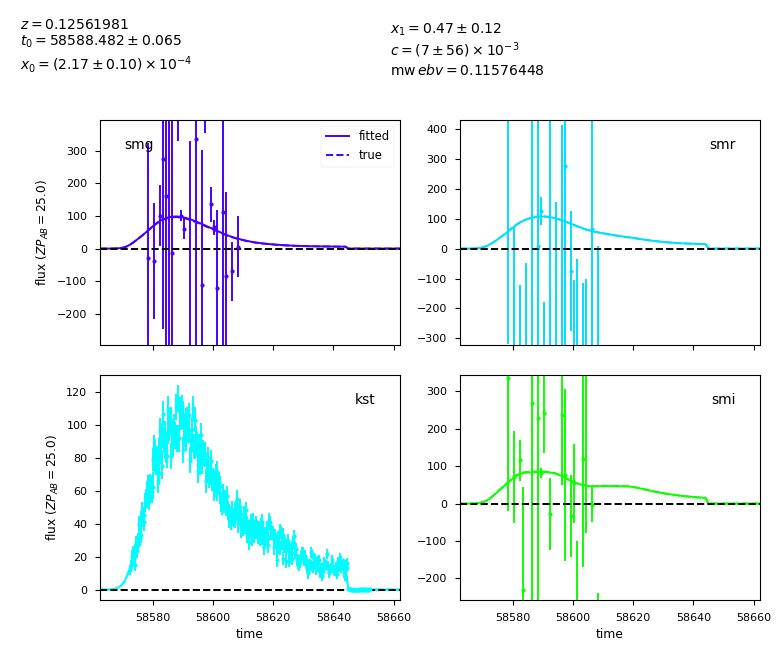 z = 0.12561981
t₀ = 58588.482 ± 0.065
x₀ = (2.17 ± 0.10) × 10⁻⁴
x₁ = 0.47 ± 0.12
c = (7 ± 56) × 10⁻³
mw ebv = 0.11576448
smg
fitted
true
flux (ZP_AB = 25.0)
300
200
100
0
−100
−200
smr
400
300
200
100
0
−100
−200
−300
kst
flux (ZP_AB = 25.0)
120
100
80
60
40
20
0
58580 58600 58620 58640 58660
time
smi
300
200
100
0
−100
−200
58580 58600 58620 58640 58660
time